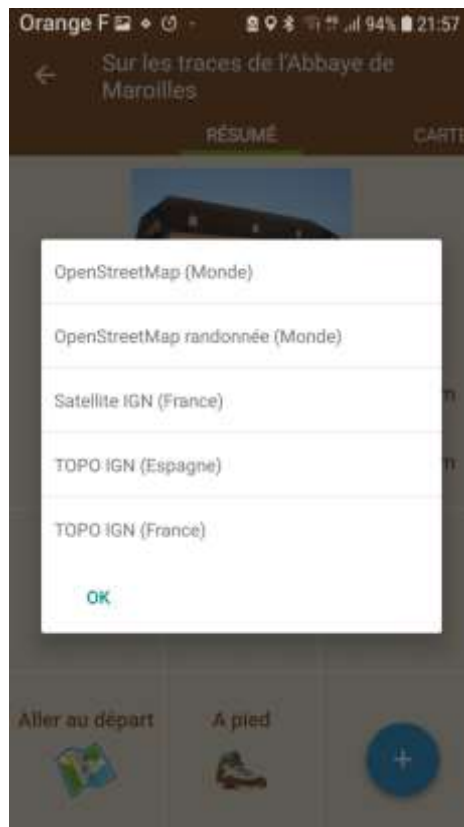 Orange F 94% 21:57
Sur les traces de l'Abbaye de
Maroilles
RÉSUMÉ CARTE
OpenStreetMap (Monde)
OpenStreetMap randonnée (Monde)
Satellite IGN (France)
m
TOPO IGN (Espagne)
m
TOPO IGN (France)
OK
Aller au départ A pied
+